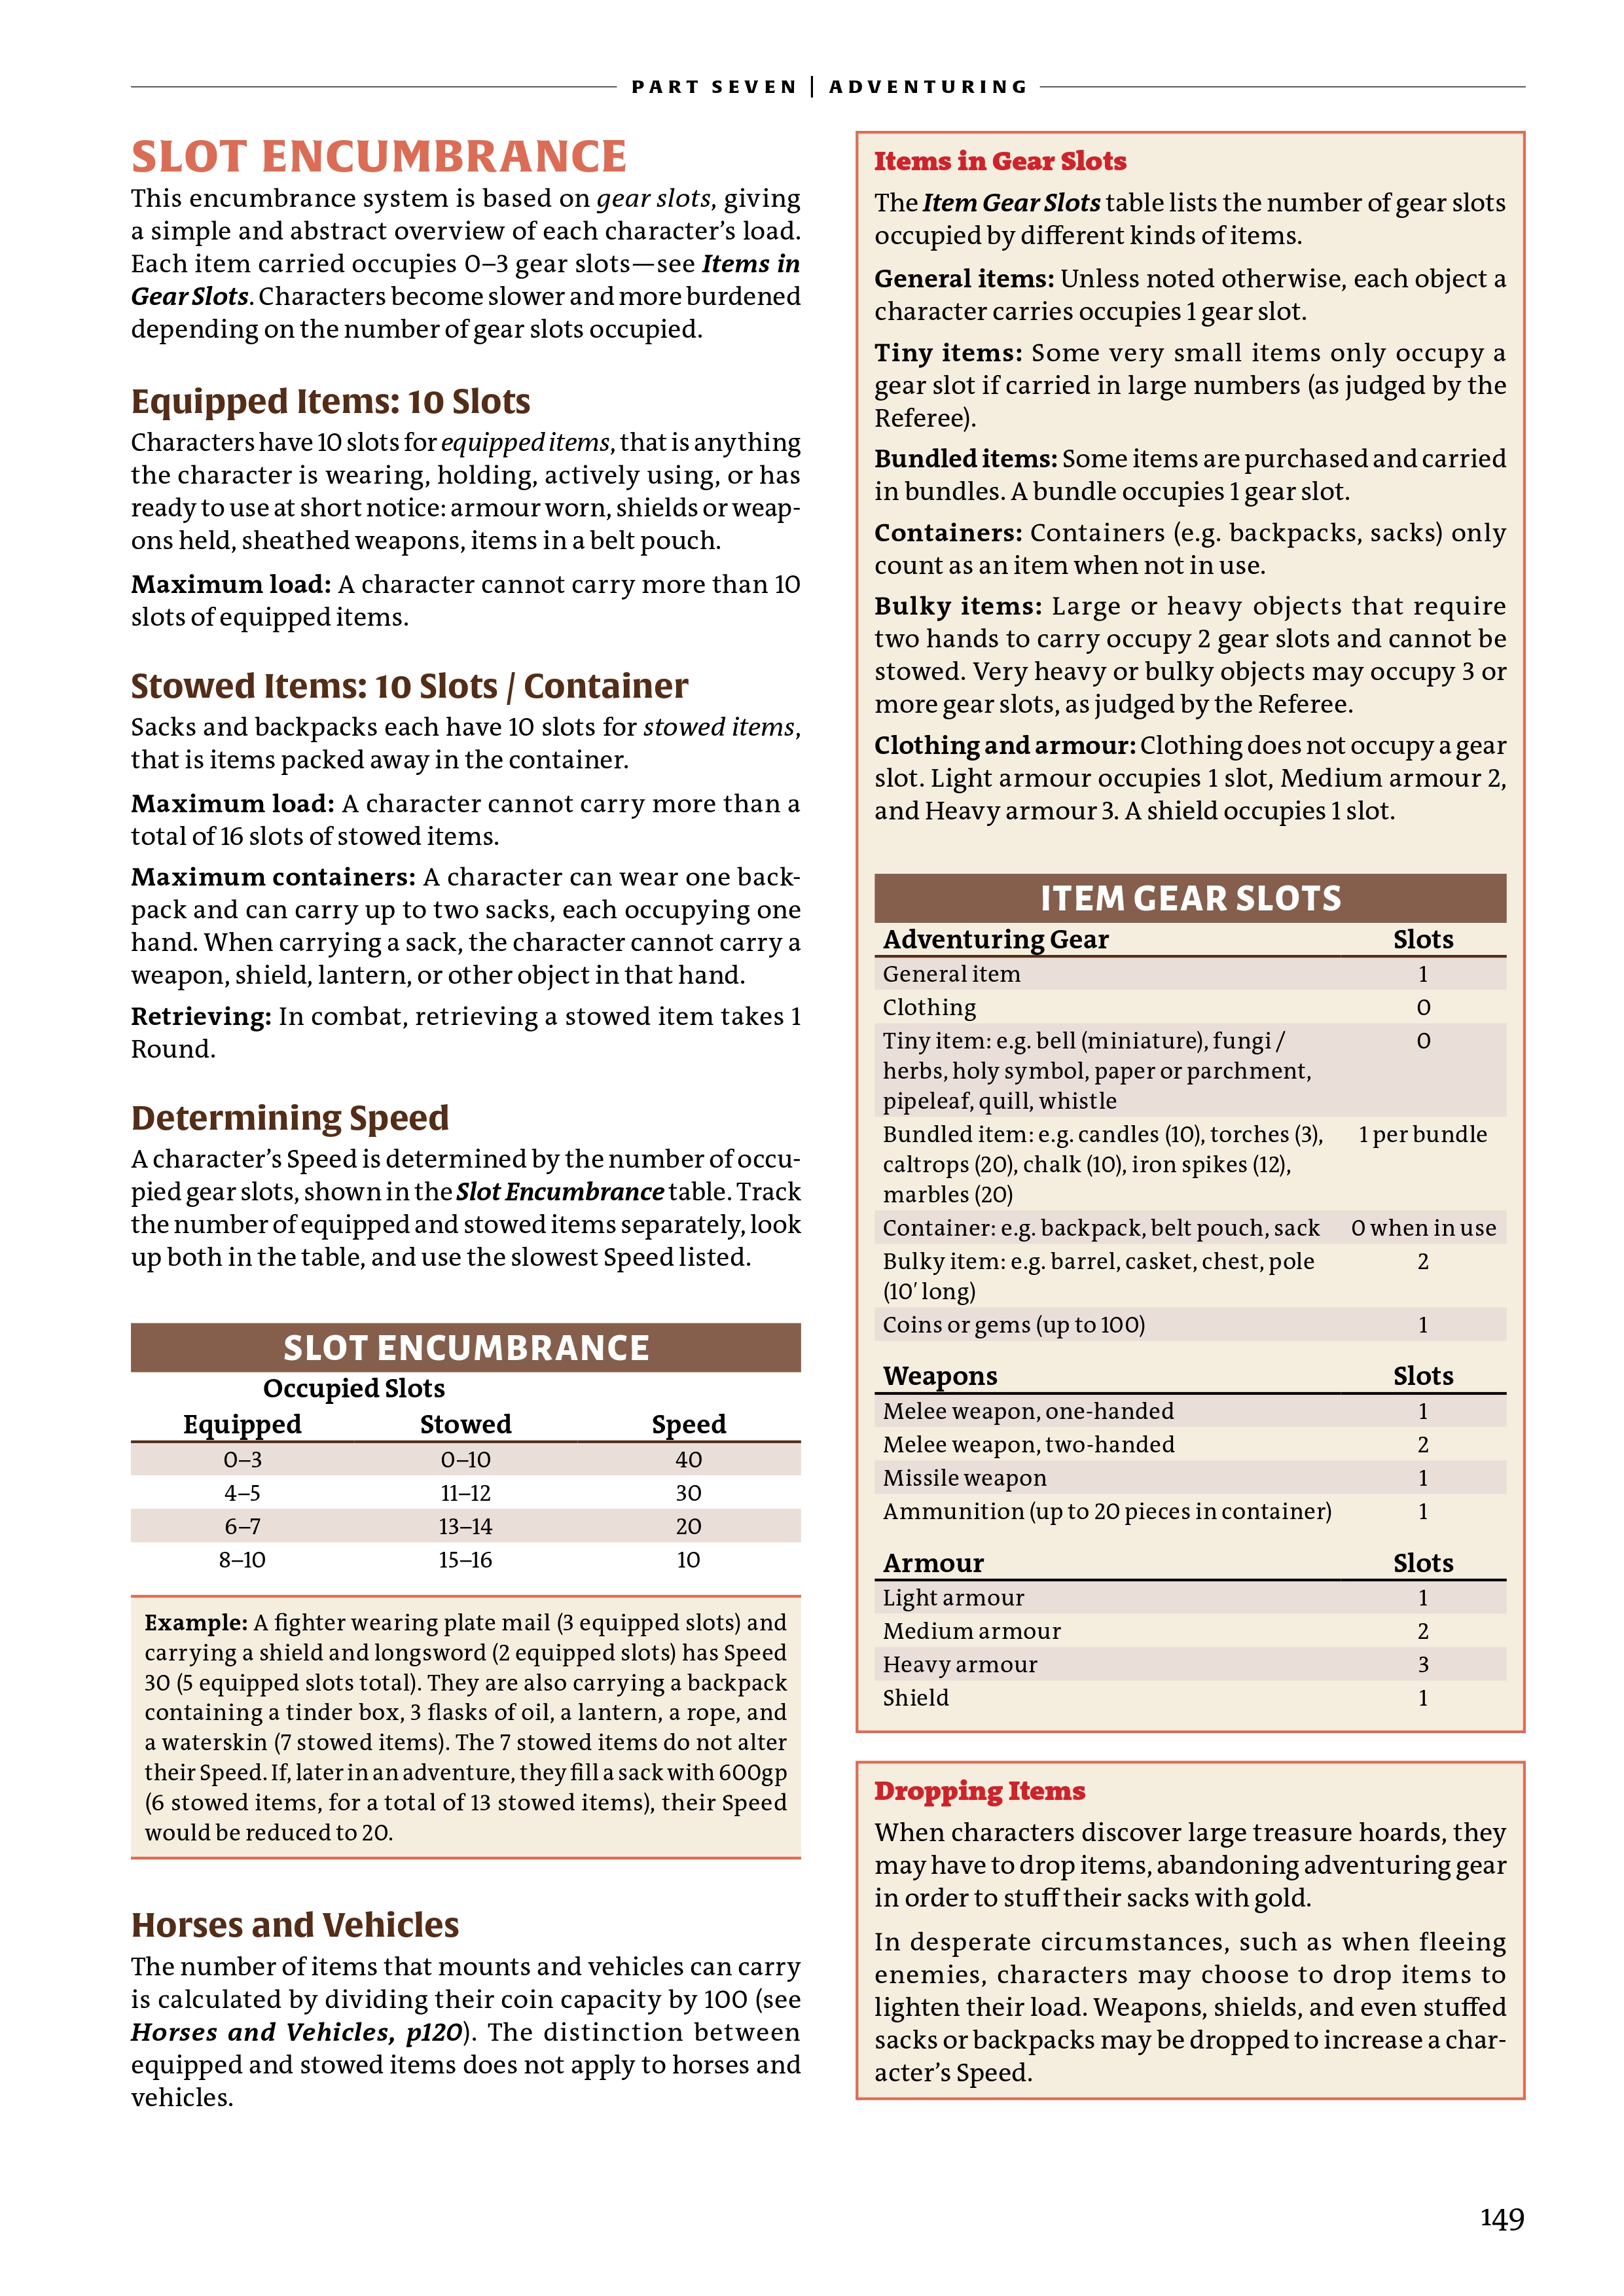 PART SEVEN | ADVENTURING
SLOT ENCUMBRANCE
This encumbrance system is based on gear slots, giving
a simple and abstract overview of each character's load.
Each item carried occupies 0–3 gear slots—see Items in
Gear Slots. Characters become slower and more burdened
depending on the number of gear slots occupied.
Equipped Items: 10 Slots
Characters have 10 slots for equipped items, that is anything
the character is wearing, holding, actively using, or has
ready to use at short notice: armour worn, shields or weap-
ons held, sheathed weapons, items in a belt pouch.
Maximum load: A character cannot carry more than 10
slots of equipped items.
Stowed Items: 10 Slots / Container
Sacks and backpacks each have 10 slots for stowed items,
that is items packed away in the container.
Maximum load: A character cannot carry more than a
total of 16 slots of stowed items.
Maximum containers: A character can wear one back-
pack and can carry up to two sacks, each occupying one
hand. When carrying a sack, the character cannot carry a
weapon, shield, lantern, or other object in that hand.
Retrieving: In combat, retrieving a stowed item takes 1
Round.
Determining Speed
A character's Speed is determined by the number of occu-
pied gear slots, shown in the Slot Encumbrance table. Track
the number of equipped and stowed items separately, look
up both in the table, and use the slowest Speed listed.
SLOT ENCUMBRANCE
Occupied Slots
Equipped Stowed Speed
0–3 0–10 40
4–5 11–12 30
6–7 13–14 20
8–10 15–16 10
Example: A fighter wearing plate mail (3 equipped slots) and
carrying a shield and longsword (2 equipped slots) has Speed
30 (5 equipped slots total). They are also carrying a backpack
containing a tinder box, 3 flasks of oil, a lantern, a rope, and
a waterskin (7 stowed items). The 7 stowed items do not alter
their Speed. If, later in an adventure, they fill a sack with 600gp
(6 stowed items, for a total of 13 stowed items), their Speed
would be reduced to 20.
Horses and Vehicles
The number of items that mounts and vehicles can carry
is calculated by dividing their coin capacity by 100 (see
Horses and Vehicles, p120). The distinction between
equipped and stowed items does not apply to horses and
vehicles.
Items in Gear Slots
The Item Gear Slots table lists the number of gear slots
occupied by different kinds of items.
General items: Unless noted otherwise, each object a
character carries occupies 1 gear slot.
Tiny items: Some very small items only occupy a
gear slot if carried in large numbers (as judged by the
Referee).
Bundled items: Some items are purchased and carried
in bundles. A bundle occupies 1 gear slot.
Containers: Containers (e.g. backpacks, sacks) only
count as an item when not in use.
Bulky items: Large or heavy objects that require
two hands to carry occupy 2 gear slots and cannot be
stowed. Very heavy or bulky objects may occupy 3 or
more gear slots, as judged by the Referee.
Clothing and armour: Clothing does not occupy a gear
slot. Light armour occupies 1 slot, Medium armour 2,
and Heavy armour 3. A shield occupies 1 slot.
ITEM GEAR SLOTS
Adventuring Gear Slots
General item 1
Clothing 0
Tiny item: e.g. bell (miniature), fungi / 0
herbs, holy symbol, paper or parchment,
pipeleaf, quill, whistle
Bundled item: e.g. candles (10), torches (3), 1 per bundle
caltrops (20), chalk (10), iron spikes (12),
marbles (20)
Container: e.g. backpack, belt pouch, sack 0 when in use
Bulky item: e.g. barrel, casket, chest, pole 2
(10′ long)
Coins or gems (up to 100) 1
Weapons Slots
Melee weapon, one-handed 1
Melee weapon, two-handed 2
Missile weapon 1
Ammunition (up to 20 pieces in container) 1
Armour Slots
Light armour 1
Medium armour 2
Heavy armour 3
Shield 1
Dropping Items
When characters discover large treasure hoards, they
may have to drop items, abandoning adventuring gear
in order to stuff their sacks with gold.
In desperate circumstances, such as when fleeing
enemies, characters may choose to drop items to
lighten their load. Weapons, shields, and even stuffed
sacks or backpacks may be dropped to increase a char-
acter's Speed.
149